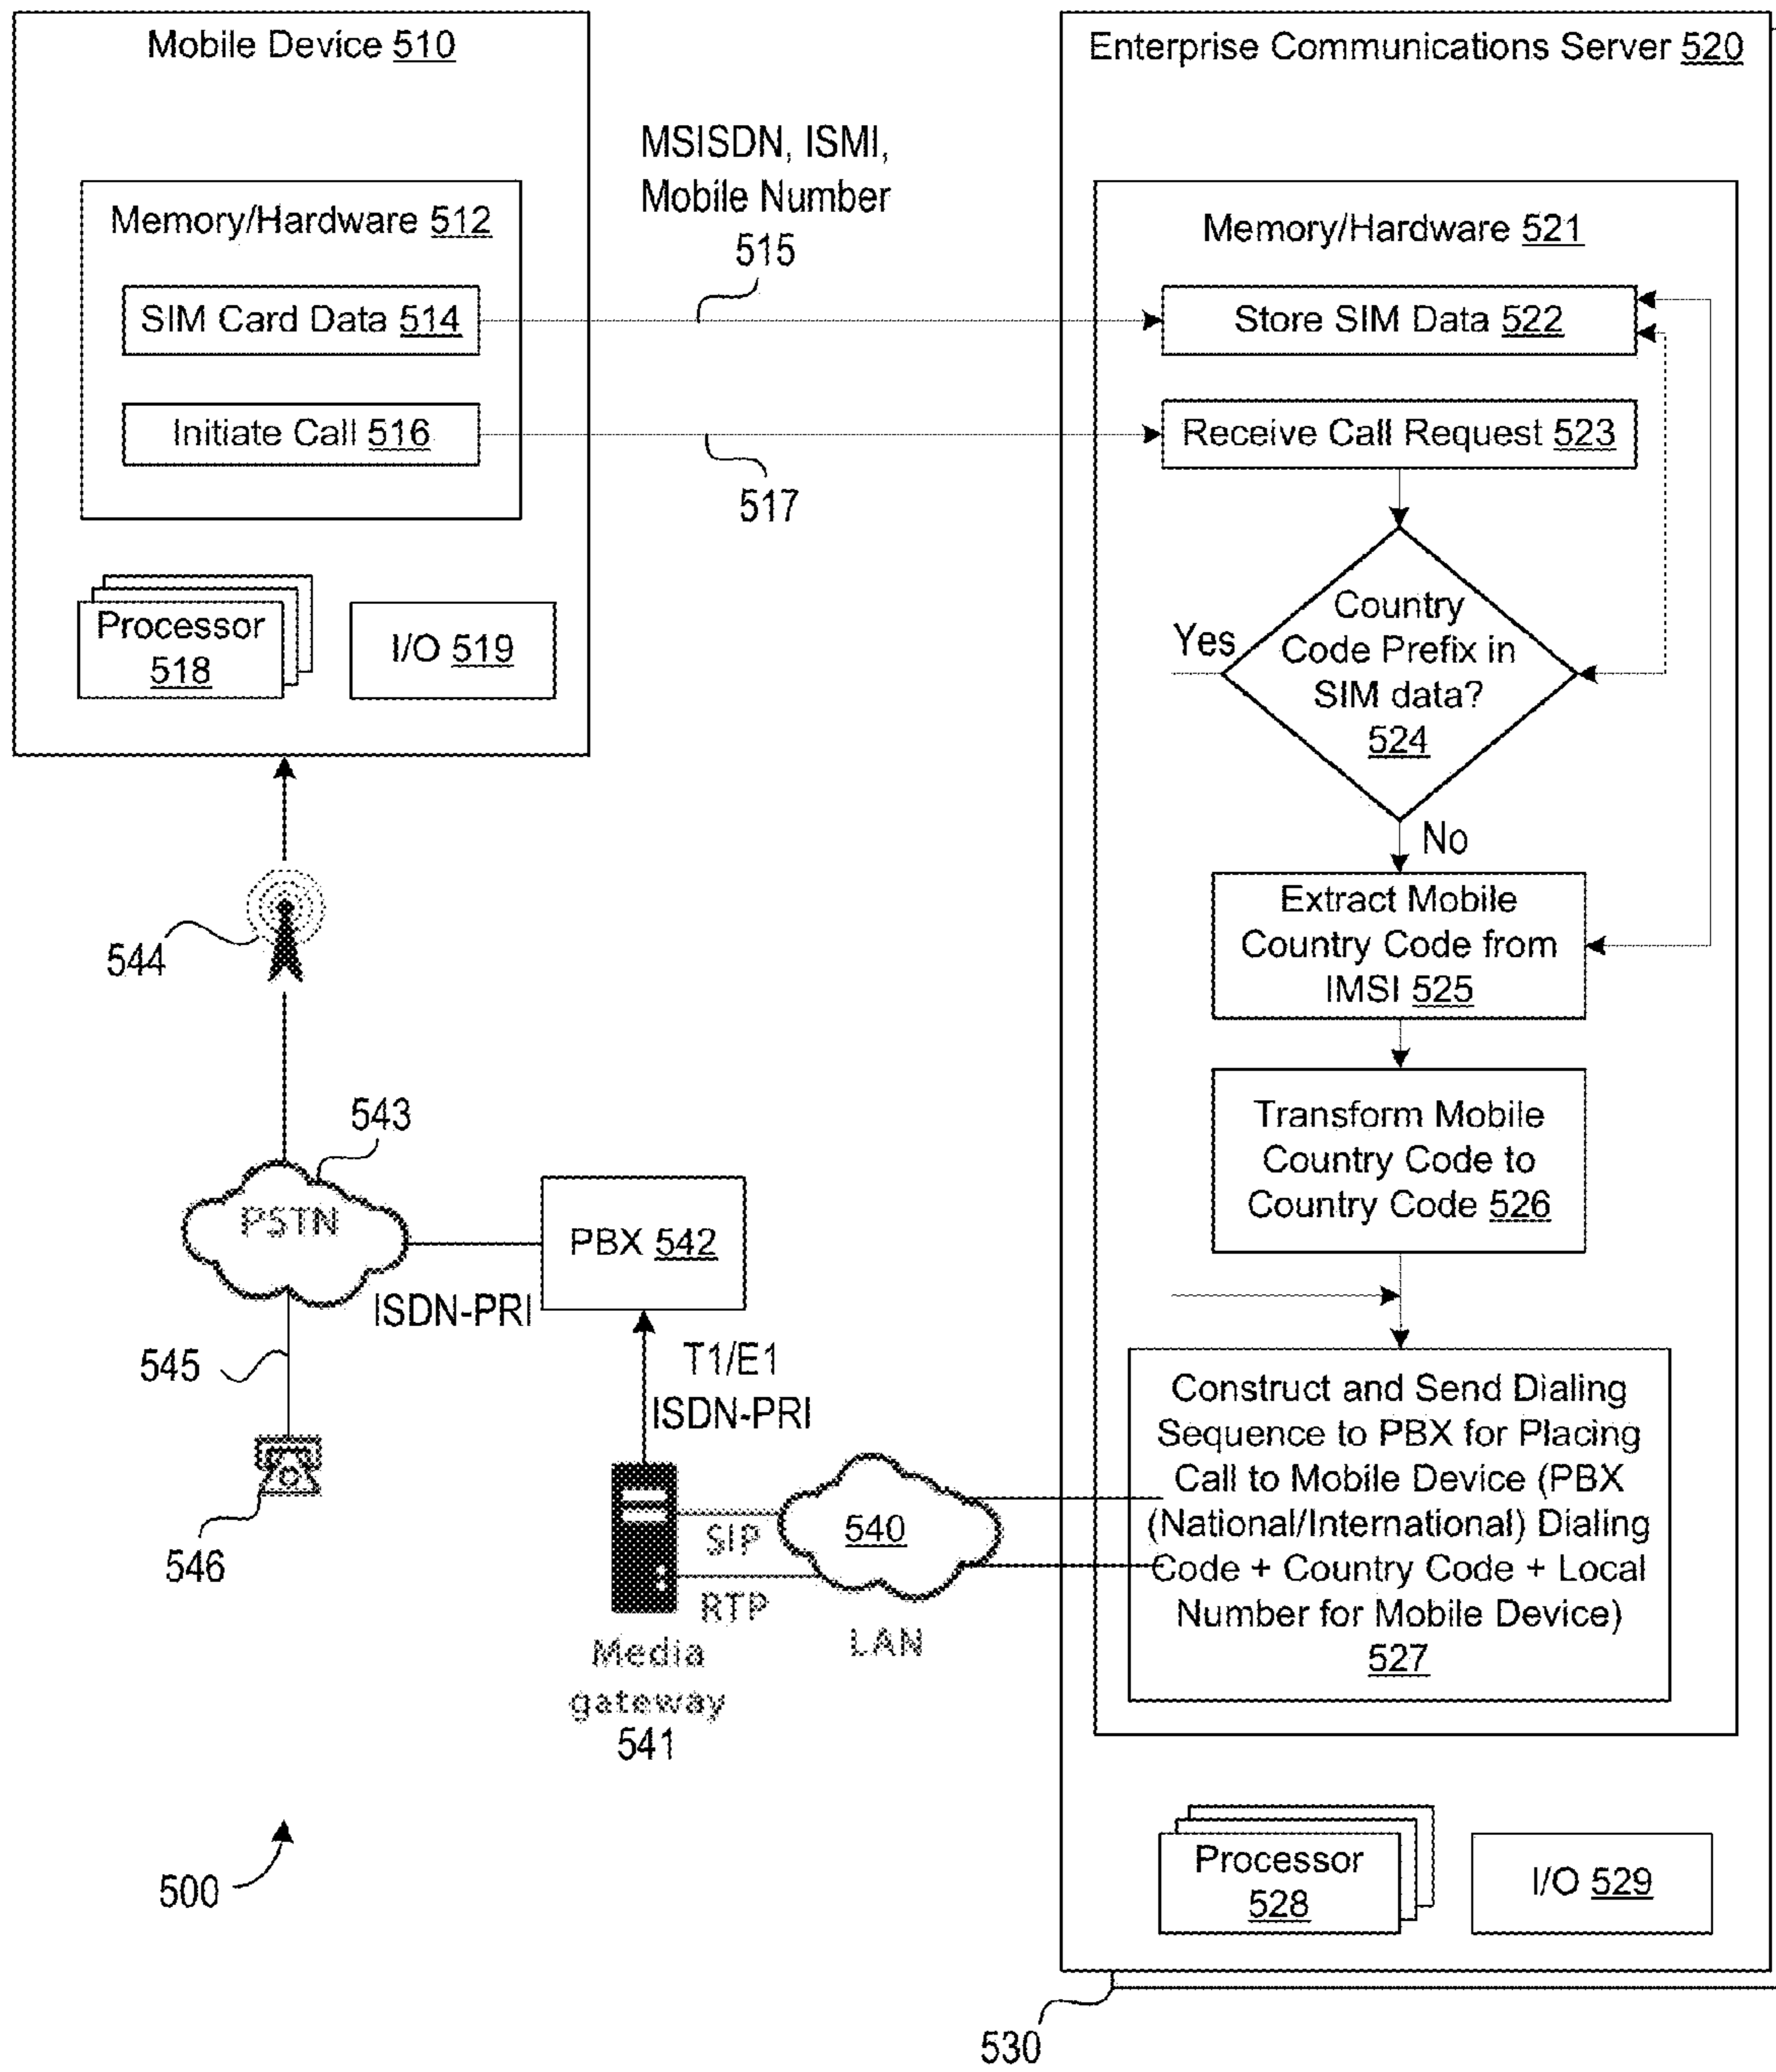 Mobile Device 510
Memory/Hardware 512
SIM Card Data 514
Initiate Call 516
Processor
518
I/O 519
MSISDN, ISMI,
Mobile Number
515
517
Enterprise Communications Server 520
Memory/Hardware 521
Store SIM Data 522
Receive Call Request 523
Country
Code Prefix in
SIM data?
524
Yes
No
Extract Mobile
Country Code from
IMSI 525
Transform Mobile
Country Code to
Country Code 526
Construct and Send Dialing
Sequence to PBX for Placing
Call to Mobile Device (PBX
(National/International) Dialing
Code + Country Code + Local
Number for Mobile Device)
527
Processor
528
I/O 529
530
544
543
PSTN
PBX 542
ISDN-PRI
545
546
T1/E1
ISDN-PRI
SIP
RTP
540
LAN
Media
gateway
541
500